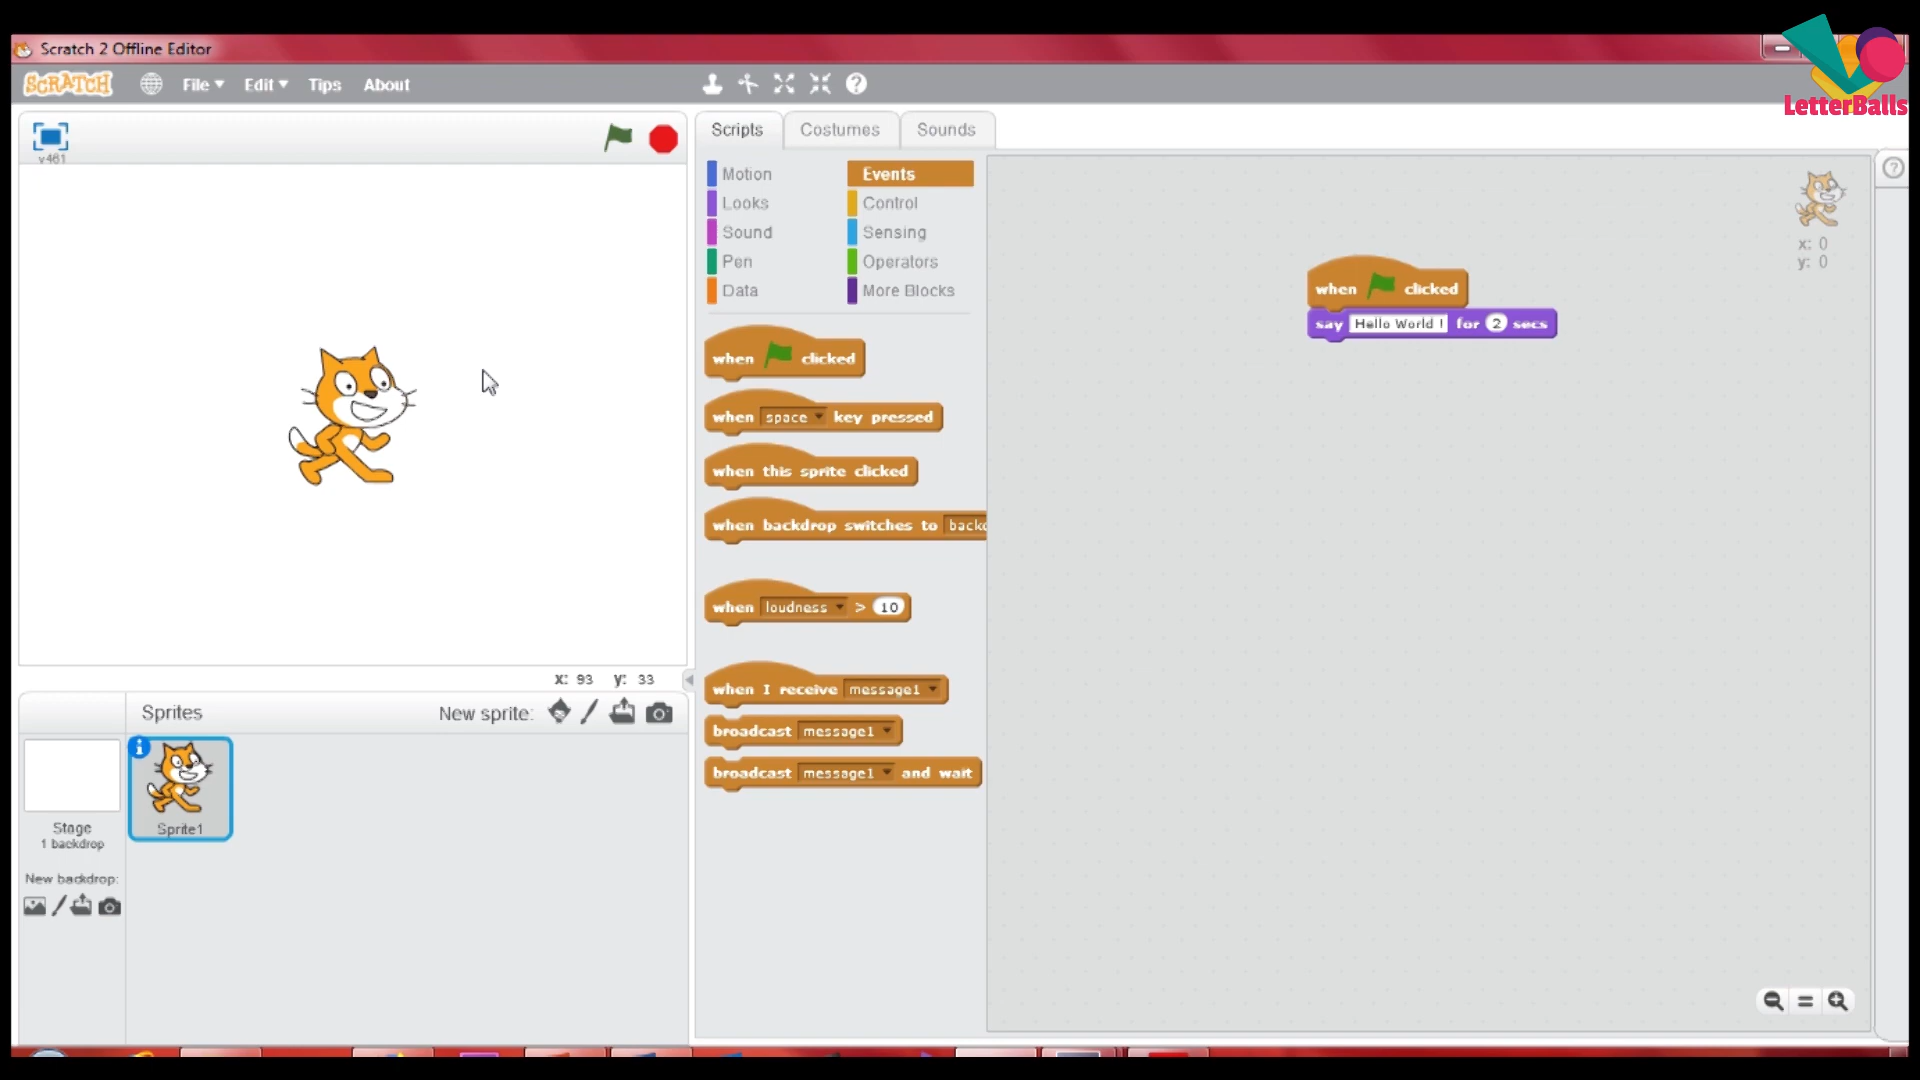 Scratch 2 Offline Editor
LetterBalls
SCRATCH File Edit Tips About
v461
Scripts Costumes Sounds
Motion Events
Looks Control
Sound Sensing
Pen Operators
Data More Blocks
when clicked
when space key pressed
when this sprite clicked
when backdrop switches to backd
when loudness > 10
when I receive message1
broadcast message1
broadcast message1 and wait
when clicked
say Hello World ! for 2 secs
x: 0
y: 0
x: 93 y: 33
Sprites New sprite:
Stage
1 backdrop
New backdrop:
Sprite1